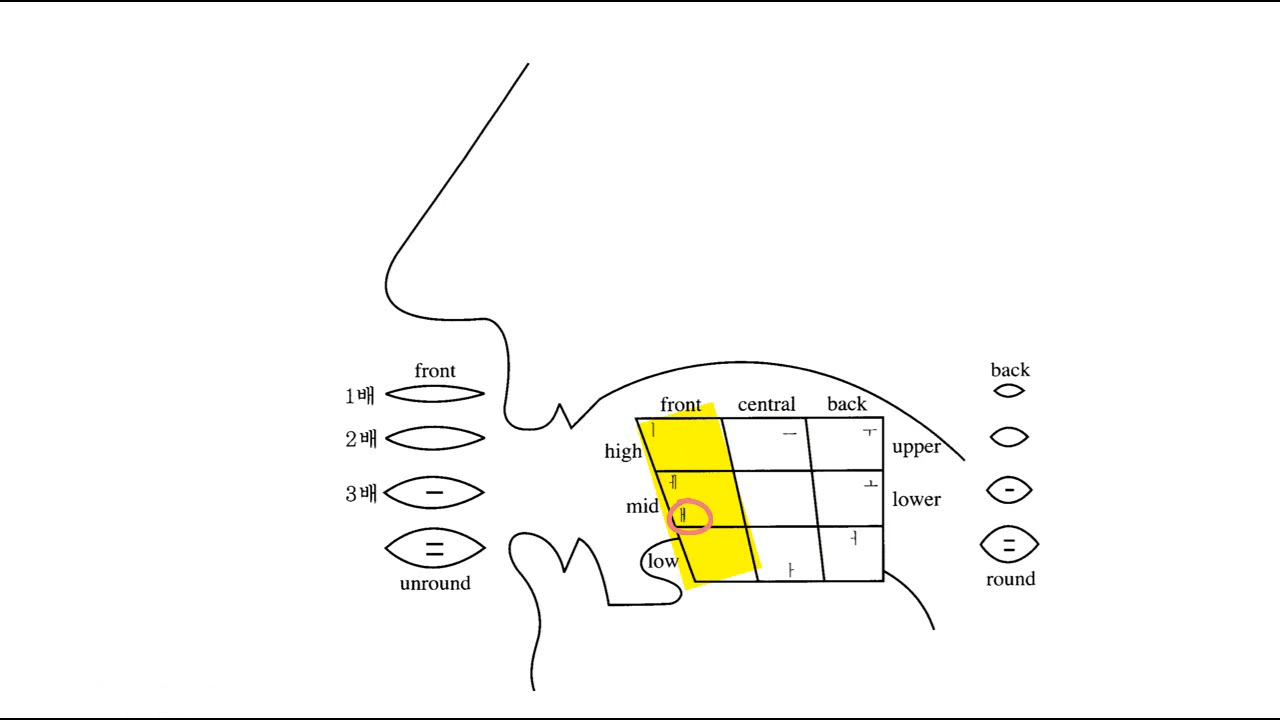 front
1배
2배
3배
unround
front central back
high
mid
low
ㅣ ㅡ ㅜ
ㅔ ㅗ
ㅐ
ㅓ
ㅏ
upper
lower
back
round